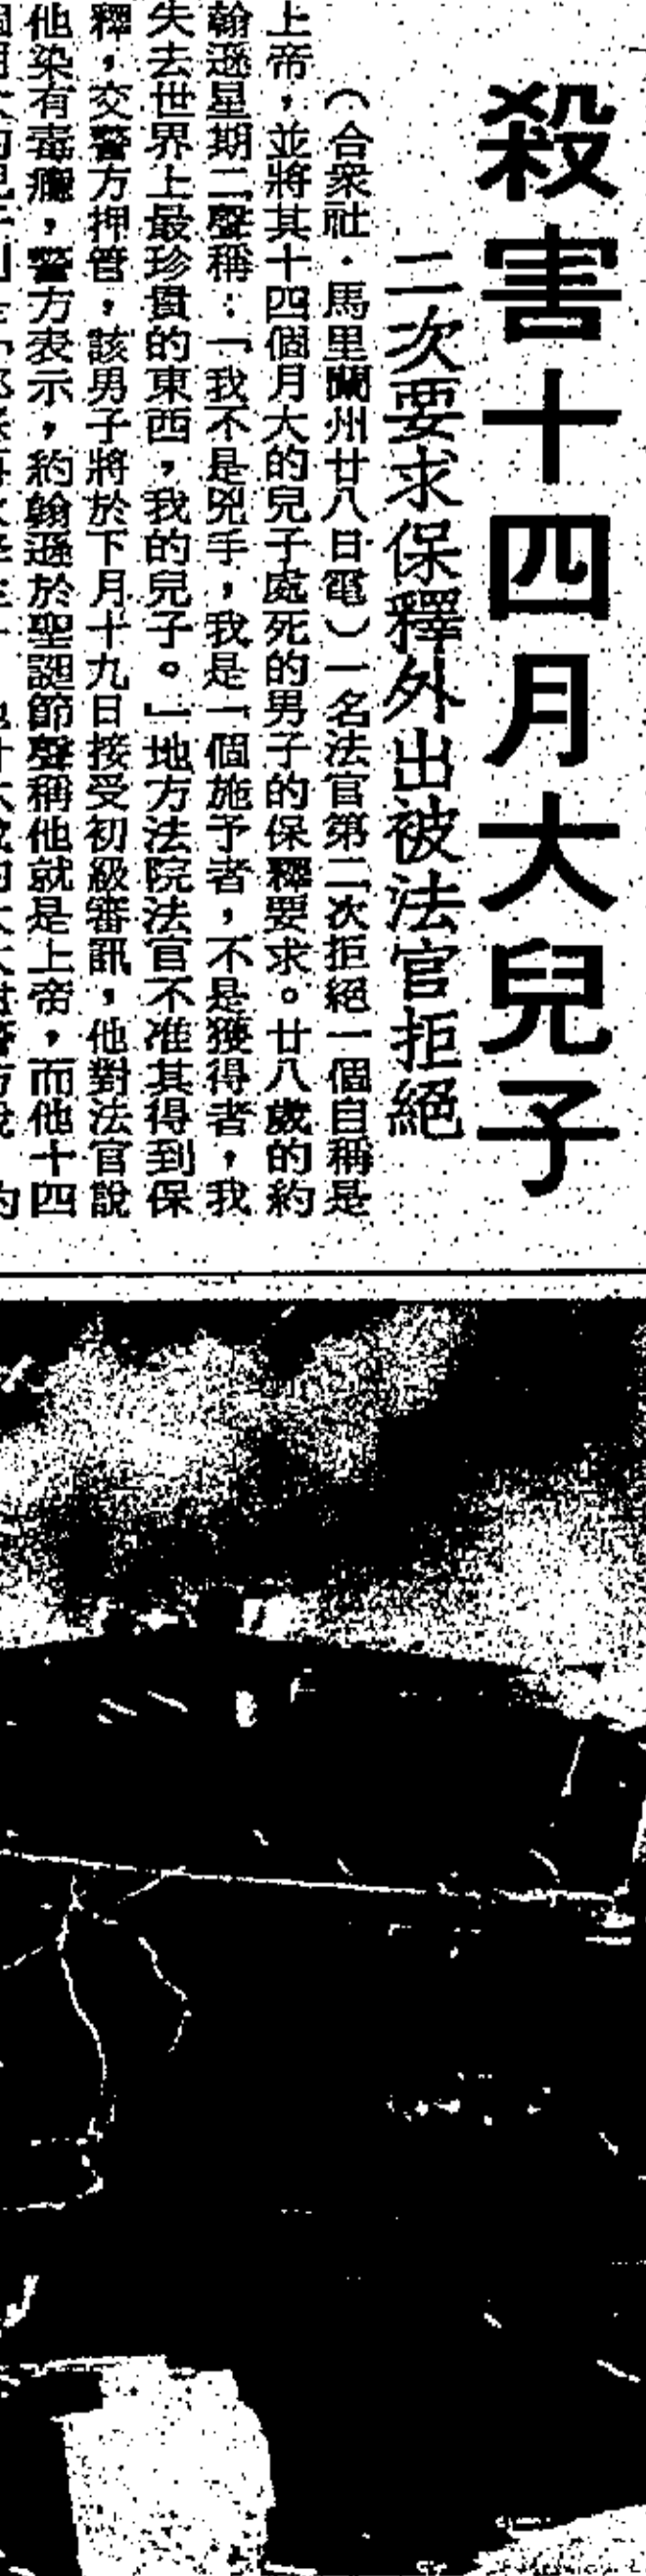 殺害十四月大兒子
二次要求保釋外出被法官拒絕
（合衆社・馬里蘭州廿八日電）一名法官第二次拒絕一個自稱是
上帝，並將其十四個月大的兒子處死的男子的保釋要求。廿八歲的約
翰遜星期二聲稱：「我不是兇手，我是一個施予者，不是獲得者，我
失去世界上最珍貴的東西，我的兒子。」地方法院法官不准其得到保
釋，交警方押管，該男子將於下月十九日接受初級審訊，他對法官說
他染有毒癮，警方表示，約翰遜於聖誕節聲稱他就是上帝，而他十四